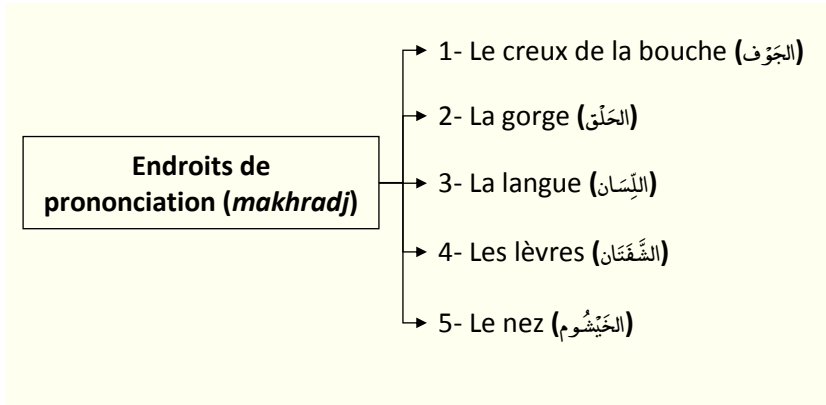 Endroits de
prononciation (makhradj)
1- Le creux de la bouche (الجَوْف)
2- La gorge (الحَلْق)
3- La langue (اللِّسَان)
4- Les lèvres (الشَّفَتَان)
5- Le nez (الخَيْشُوم)